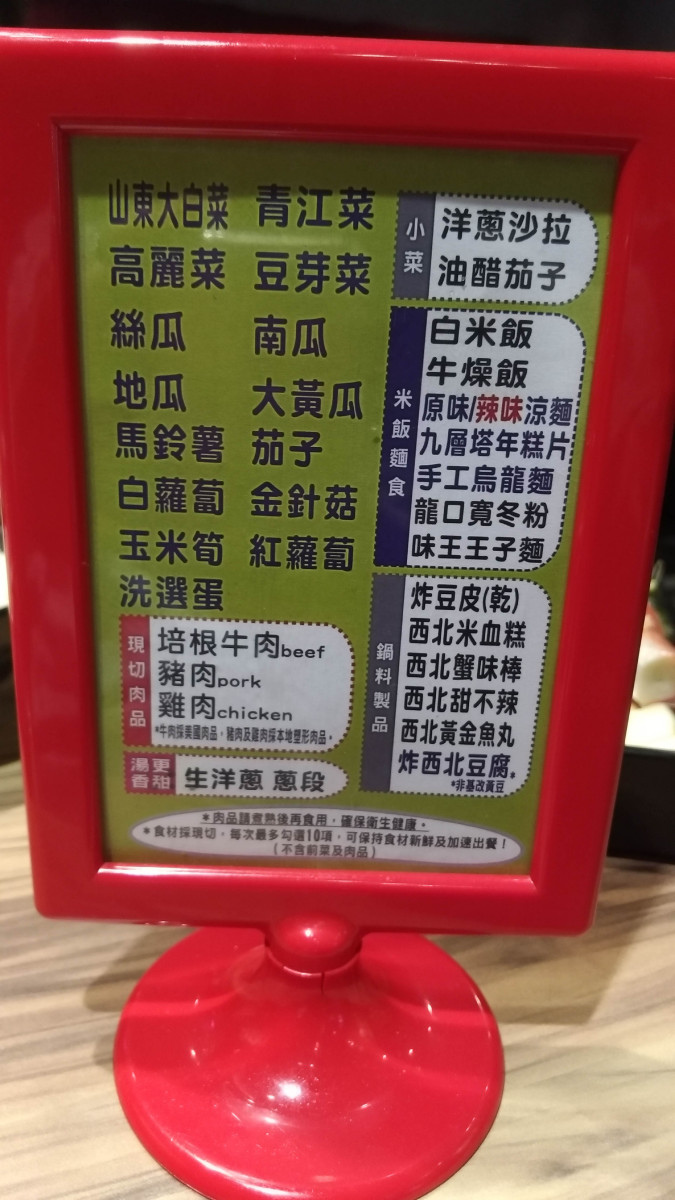 山東大白菜 青江菜
高麗菜 豆芽菜
絲瓜 南瓜
地瓜 大黃瓜
馬鈴薯 茄子
白蘿蔔 金針菇
玉米筍 紅蘿蔔
洗選蛋
現切肉品
培根牛肉beef
豬肉pork
雞肉chicken
*牛肉採美國肉品，豬肉及雞肉採本地塑形肉品。
湯更
香甜
生洋蔥 蔥段
小菜
洋蔥沙拉
油醋茄子
米飯麵食
白米飯
牛燥飯
原味/辣味涼麵
九層塔年糕片
手工烏龍麵
龍口寬冬粉
味王王子麵
鍋料製品
炸豆皮(乾)
西北米血糕
西北蟹味棒
西北甜不辣
西北黃金魚丸
炸西北豆腐*
*非基改黃豆
*肉品請煮熟後再食用，確保衛生健康。
*食材採現切，每次最多勾選10項，可保持食材新鮮及加速出餐！
(不含前菜及肉品)